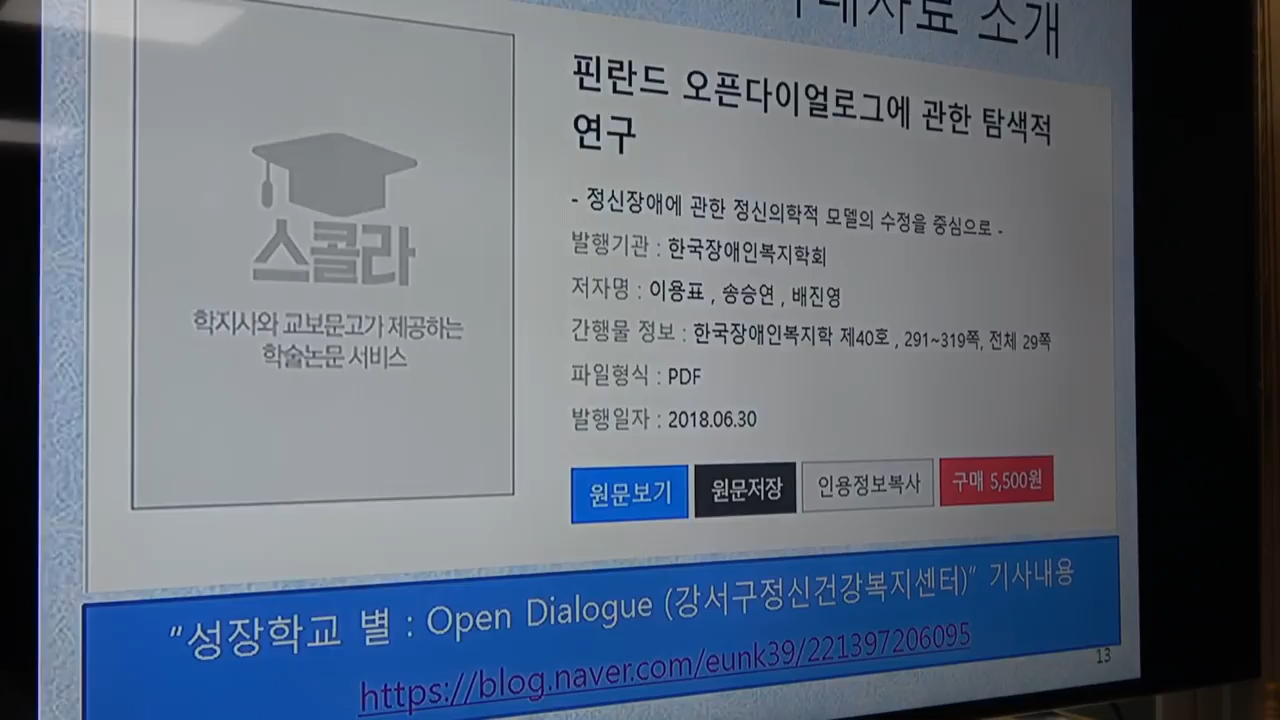 소개
핀란드 오픈다이얼로그에 관한 탐색적
연구
- 정신장애에 관한 정신의학적 모델의 수정을 중심으로 -
발행기관 : 한국장애인복지학회
저자명 : 이용표 , 송승연 , 배진영
간행물 정보 : 한국장애인복지학 제40호 , 291~319쪽, 전체 29쪽
파일형식 : PDF
발행일자 : 2018.06.30
원문보기 원문저장 인용정보복사 구매 5,500원
스콜라
학지사와 교보문고가 제공하는
학술논문 서비스
"성장학교 별 : Open Dialogue (강서구정신건강복지센터)" 기사내용
https://blog.naver.com/eunk39/221397206095
13